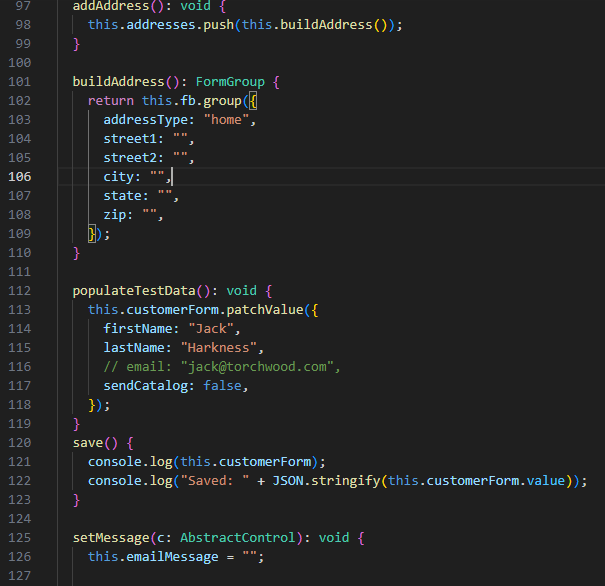 97 addAddress(): void {
98 this.addresses.push(this.buildAddress());
99 }
100
101 buildAddress(): FormGroup {
102 return this.fb.group({
103 addressType: "home",
104 street1: "",
105 street2: "",
106 city: "",
107 state: "",
108 zip: "",
109 });
110 }
111
112 populateTestData(): void {
113 this.customerForm.patchValue({
114 firstName: "Jack",
115 lastName: "Harkness",
116 // email: "jack@torchwood.com",
117 sendCatalog: false,
118 });
119 }
120 save() {
121 console.log(this.customerForm);
122 console.log("Saved: " + JSON.stringify(this.customerForm.value));
123 }
124
125 setMessage(c: AbstractControl): void {
126 this.emailMessage = "";
127